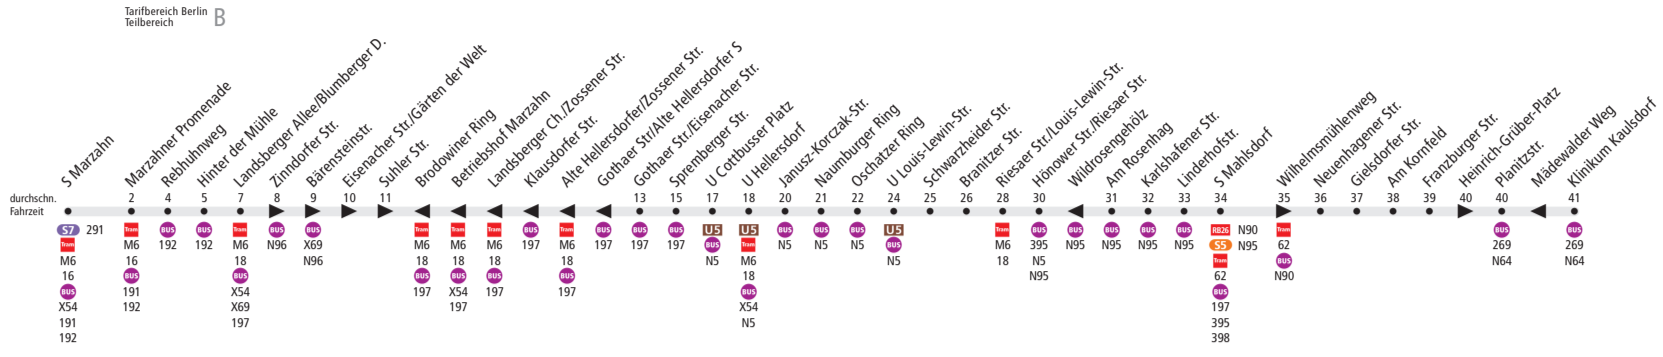 Tarifbereich Berlin
Teilbereich B
S Marzahn
Marzahner Promenade
Rebhuhnweg
Hinter der Mühle
Landsberger Allee/Blumberger D.
Zinndorfer Str.
Bärensteinstr.
Eisenacher Str./Gärten der Welt
Suhler Str.
Brodowiner Ring
Betriebshof Marzahn
Landsberger Ch./Zossener Str.
Klausdorfer Str.
Alte Hellersdorfer/Zossener Str.
Gothaer Str/Alte Hellersdorfer S
Gothaer Str./Eisenacher Str.
Spremberger Str.
U Cottbusser Platz
U Hellersdorf
Janusz-Korczak-Str.
Naumburger Ring
Oschatzer Ring
U Louis-Lewin-Str.
Schwarzheider Str.
Branitzer Str.
Riesaer Str./Louis-Lewin-Str.
Hönower Str./Riesaer Str.
Wildrosengehölz
Am Rosenhag
Karlshafener Str.
Linderhofstr.
S Mahlsdorf
Wilhelmsmühlenweg
Neuenhagener Str.
Gielsdorfer Str.
Am Kornfeld
Franzburger Str.
Heinrich-Grüber-Platz
Planitzstr.
Mädewalder Weg
Klinikum Kaulsdorf
durchschn. 2 4 5 7 8 9 10 11 13 15 17 18 20 21 22 24 25 26 28 30 31 32 33 34 35 36 37 38 39 40 40 41
Fahrzeit
S7 291
Tram
M6
16
BUS
X54
191
192
Tram
M6
16
BUS
191
192
BUS
192
BUS
192
Tram
M6
18
BUS
X54
X69
197
BUS
N96
BUS
X69
N96
Tram
M6
18
BUS
197
Tram
M6
18
BUS
X54
197
Tram
M6
18
BUS
197
BUS
197
Tram
M6
18
BUS
197
BUS
197
BUS
197
BUS
197
U5
BUS
N5
U5
Tram
M6
18
BUS
X54
N5
BUS
N5
BUS
N5
BUS
N5
U5
BUS
N5
Tram
M6
18
BUS
395
N5
N95
BUS
N95
BUS
N95
BUS
N95
BUS
N95
RB26 N90
S5 N95
Tram
62
BUS
197
395
398
Tram
62
BUS
N90
BUS
269
N64
BUS
269
N64